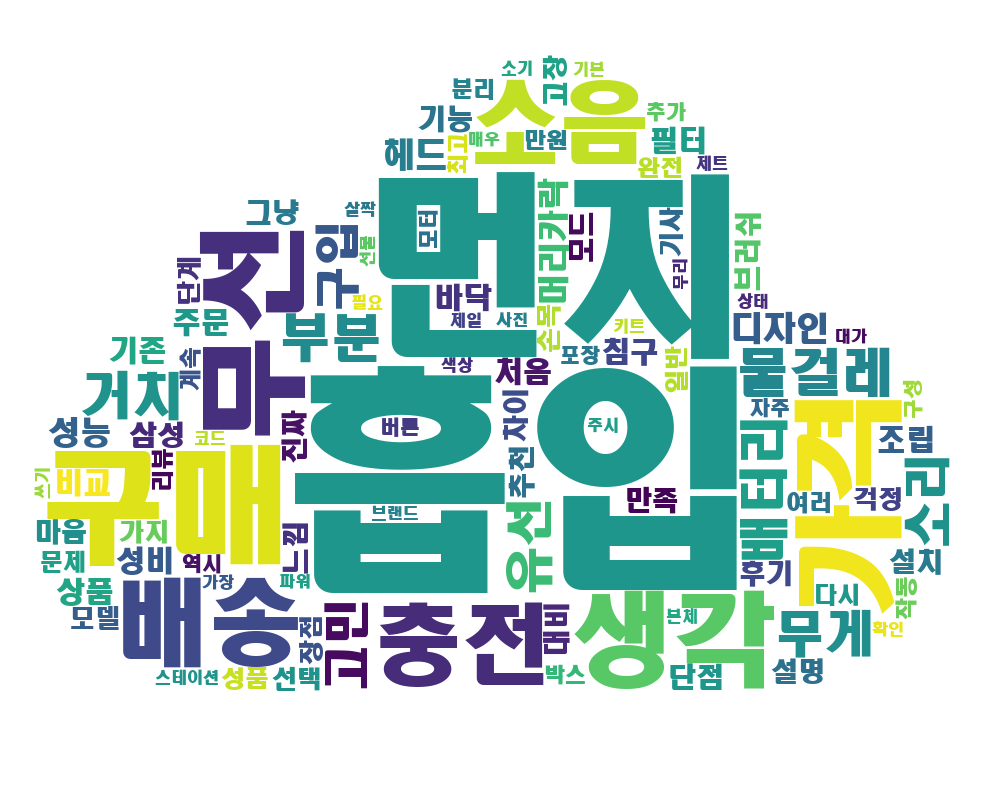 소기
기본
고장
분리
소음
기능
매우
만원
추가
헤드
최고
필터
완전
제트
먼지
모터
머리카락
모드
기사
무리
브러쉬
그냥
살짝
선물
구입
무선
단계
필요
바닥
제일
사진
손목
키트
상태
디자인
대가
주문
부분
기존
계속
색상
처음
포장
침구
일반
물걸레
거치
흡입
버튼
주시
차이
추천
자주
구성
성능
삼성
코드
진짜
리뷰
가격
조립
배터리
여러
걱정
소리
쓰기
비교
구매
만족
브랜드
유선
마음
가지
느낌
문제
성비
역시
가장
파워
후기
설치
상품
배송
충전
생각
본체
다시
작동
모델
장점
고민
대비
무게
확인
스테이션
성품
선택
박스
단점
설명